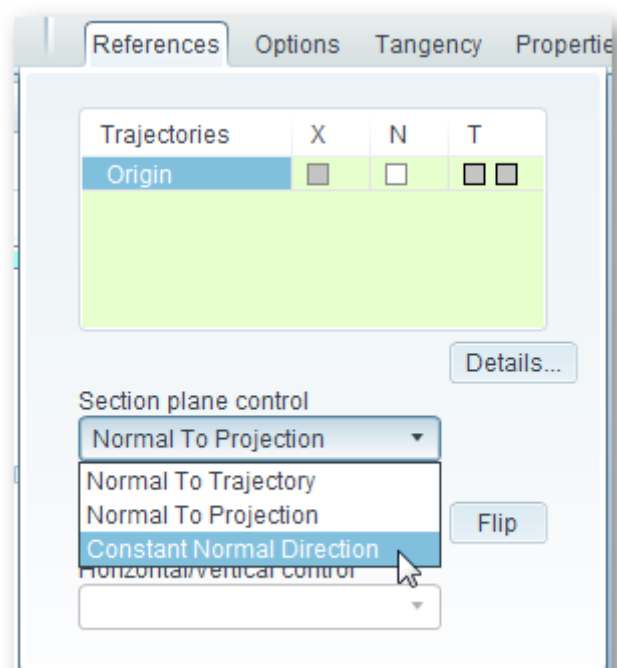 References Options Tangency Propertie
Trajectories X N T
Origin
Details...
Section plane control
Normal To Projection
Normal To Trajectory
Normal To Projection
Flip
Constant Normal Direction
Horizontal/vertical control